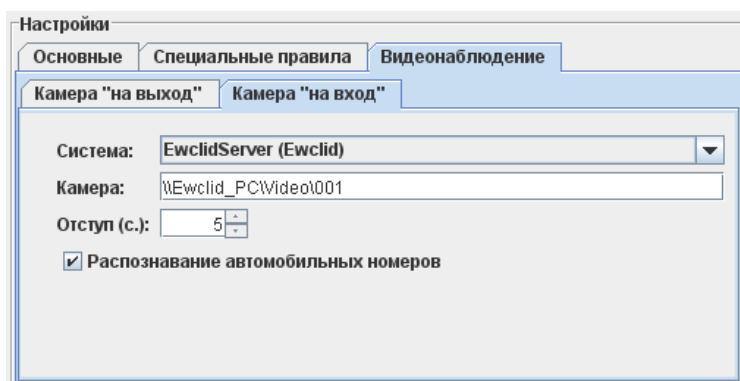 Настройки
Основные Специальные правила Видеонаблюдение
Камера "на выход" Камера "на вход"
Система: EwclidServer (Ewclid)
Камера: \\Ewclid_PC\Video\001
Отступ (с.): 5
Распознавание автомобильных номеров